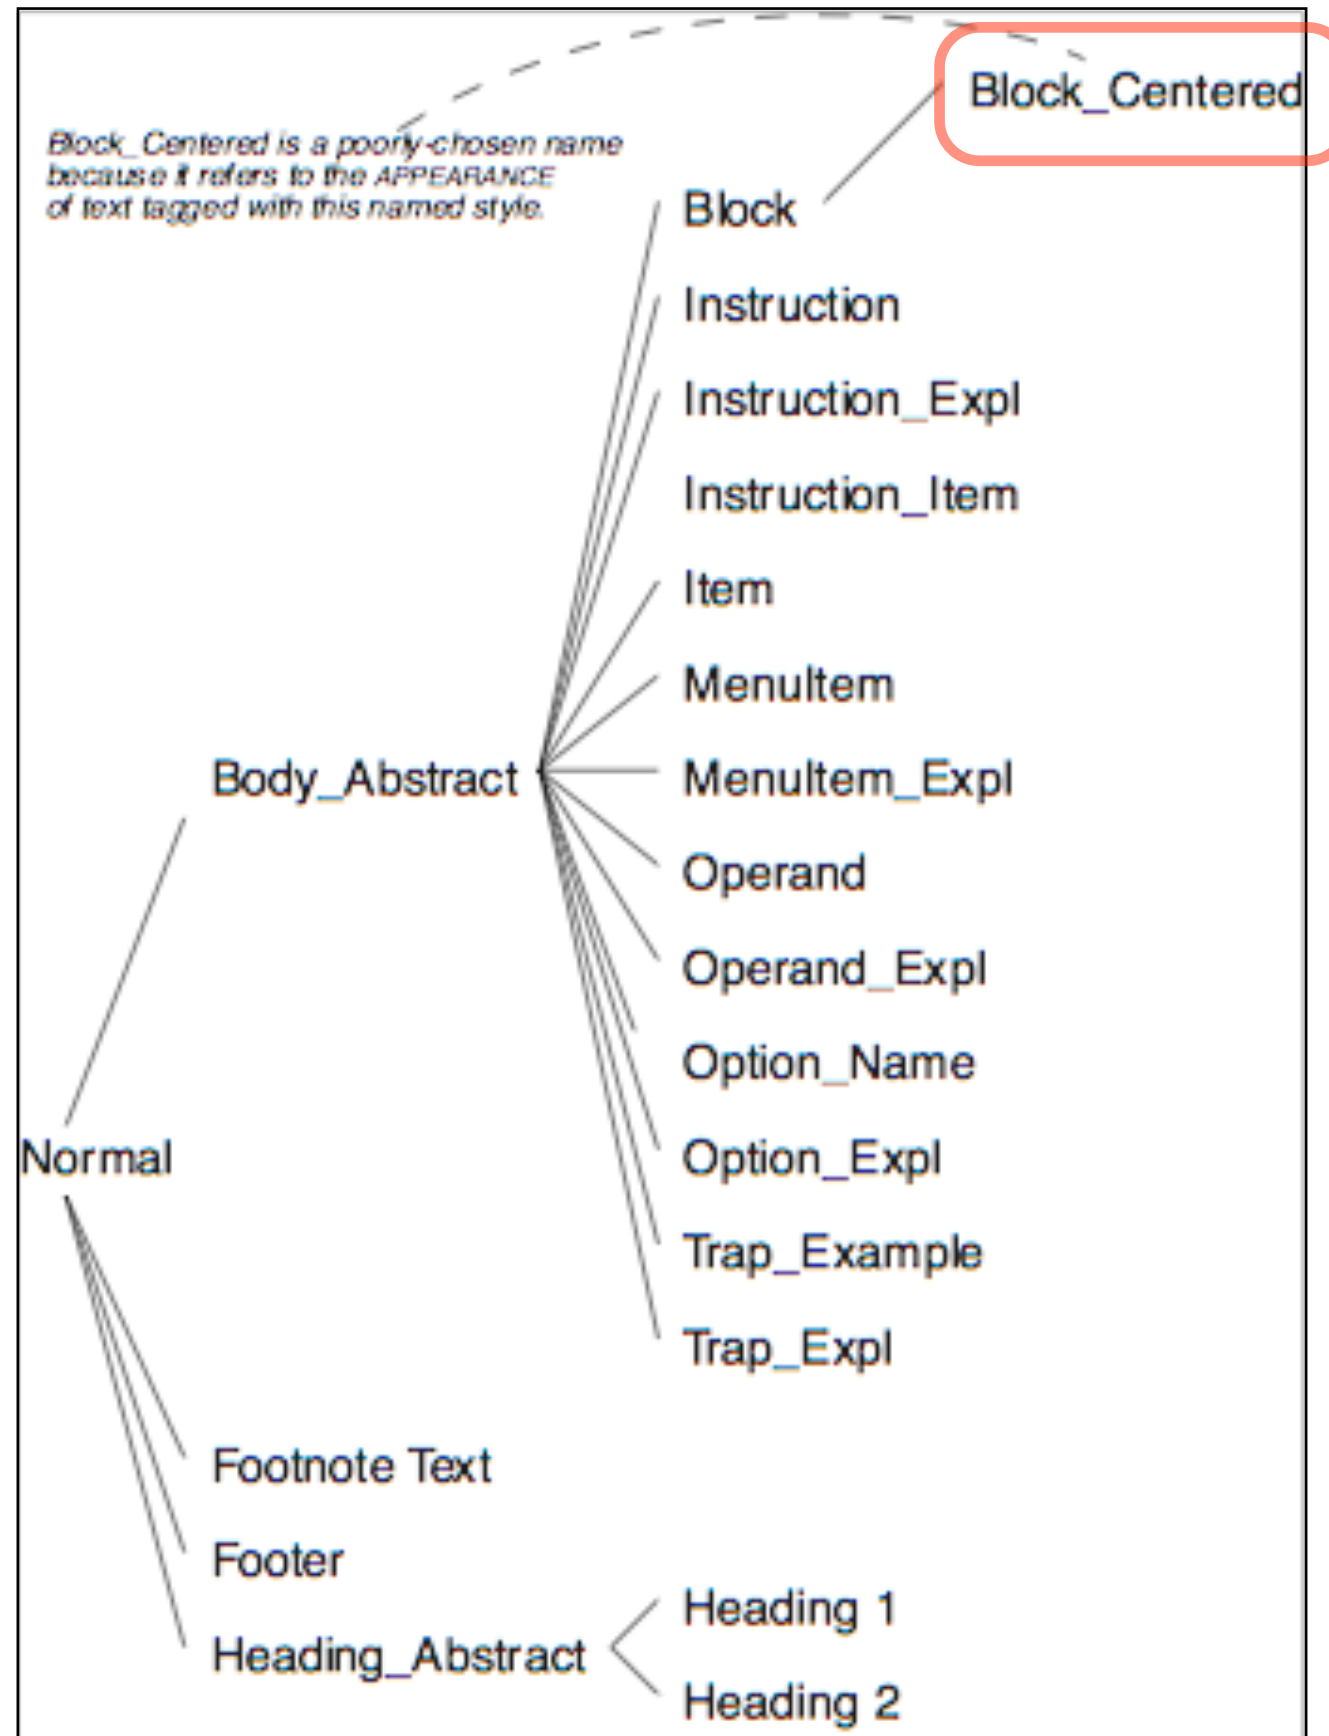 Block_Centered
Block_Centered is a poorly-chosen name
because it refers to the APPEARANCE
of text tagged with this named style.
Block
Instruction
Instruction_Expl
Instruction_Item
Item
MenuItem
Body_Abstract
MenuItem_Expl
Operand
Operand_Expl
Option_Name
Normal
Option_Expl
Trap_Example
Trap_Expl
Footnote Text
Footer
Heading 1
Heading_Abstract
Heading 2